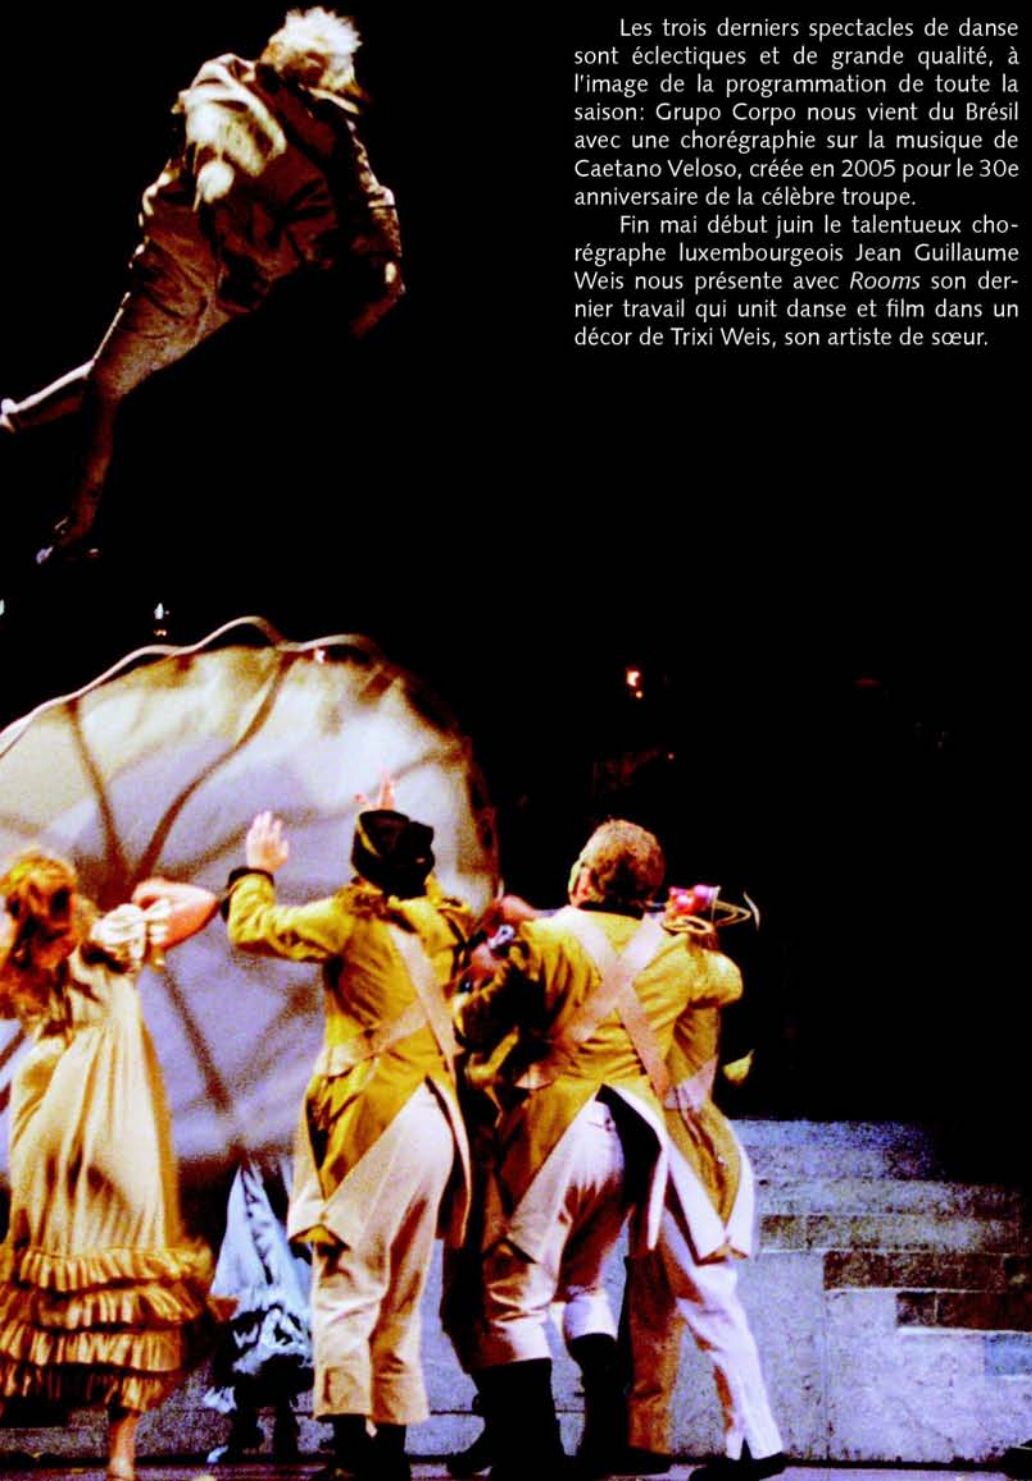 Les trois derniers spectacles de danse
sont éclectiques et de grande qualité, à
l'image de la programmation de toute la
saison: Grupo Corpo nous vient du Brésil
avec une chorégraphie sur la musique de
Caetano Veloso, créée en 2005 pour le 30e
anniversaire de la célèbre troupe.
Fin mai début juin le talentueux cho-
régraphe luxembourgeois Jean Guillaume
Weis nous présente avec Rooms son der-
nier travail qui unit danse et film dans un
décor de Trixi Weis, son artiste de sœur.